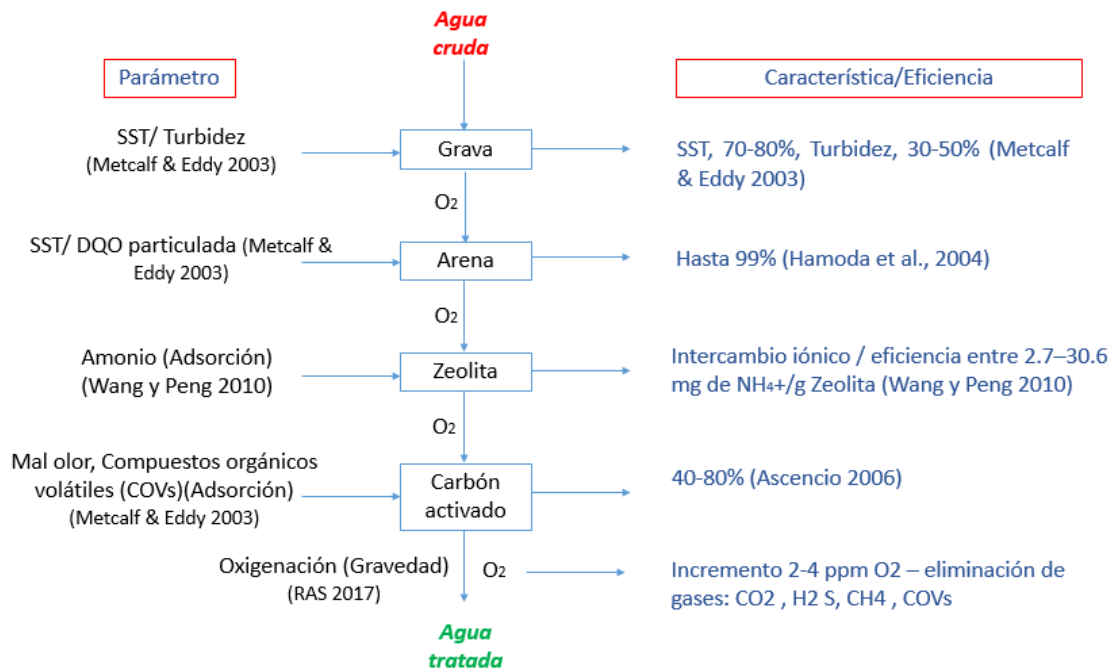 Agua
cruda
Parámetro
Característica/Eficiencia
SST/ Turbidez
(Metcalf & Eddy 2003)
Grava
SST, 70-80%, Turbidez, 30-50% (Metcalf
& Eddy 2003)
O2
SST/ DQO particulada (Metcalf &
Eddy 2003)
Arena
Hasta 99% (Hamoda et al., 2004)
O2
Amonio (Adsorción)
(Wang y Peng 2010)
Zeolita
Intercambio iónico / eficiencia entre 2.7–30.6
mg de NH4+/g Zeolita (Wang y Peng 2010)
O2
Mal olor, Compuestos orgánicos
volátiles (COVs)(Adsorción)
(Metcalf & Eddy 2003)
Carbón
activado
40-80% (Ascencio 2006)
Oxigenación (Gravedad)
(RAS 2017)
O2
Incremento 2-4 ppm O2 – eliminación de
gases: CO2 , H2 S, CH4 , COVs
Agua
tratada